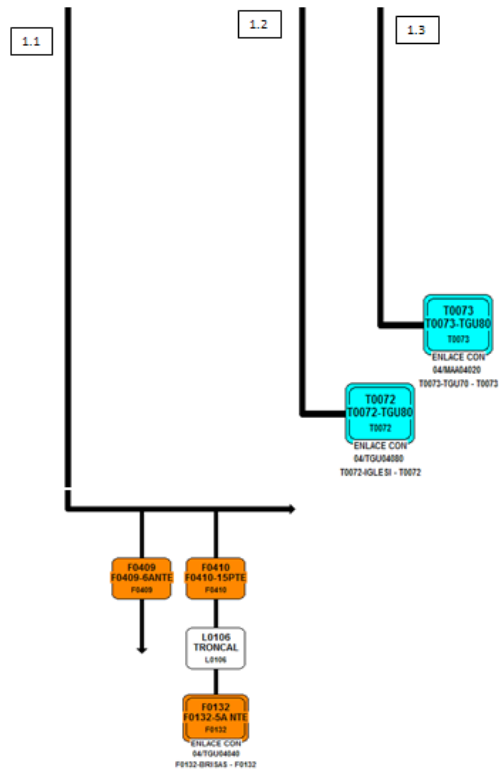 1.1
1.2
1.3
T0073
T0073-TGU80
T0073
ENLACE CON
04/MAA04020
T0073-TGU70 - T0073
T0072
T0072-TGU80
T0072
ENLACE CON
04/TGU04080
T0072-IGLESI - T0072
F0409
F0409-6ANTE
F0409
F0410
F0410-15PTE
F0410
L0106
TRONCAL
L0106
F0132
F0132-5A NTE
F0132
ENLACE CON
04/TGU04040
F0132-BRISAS - F0132